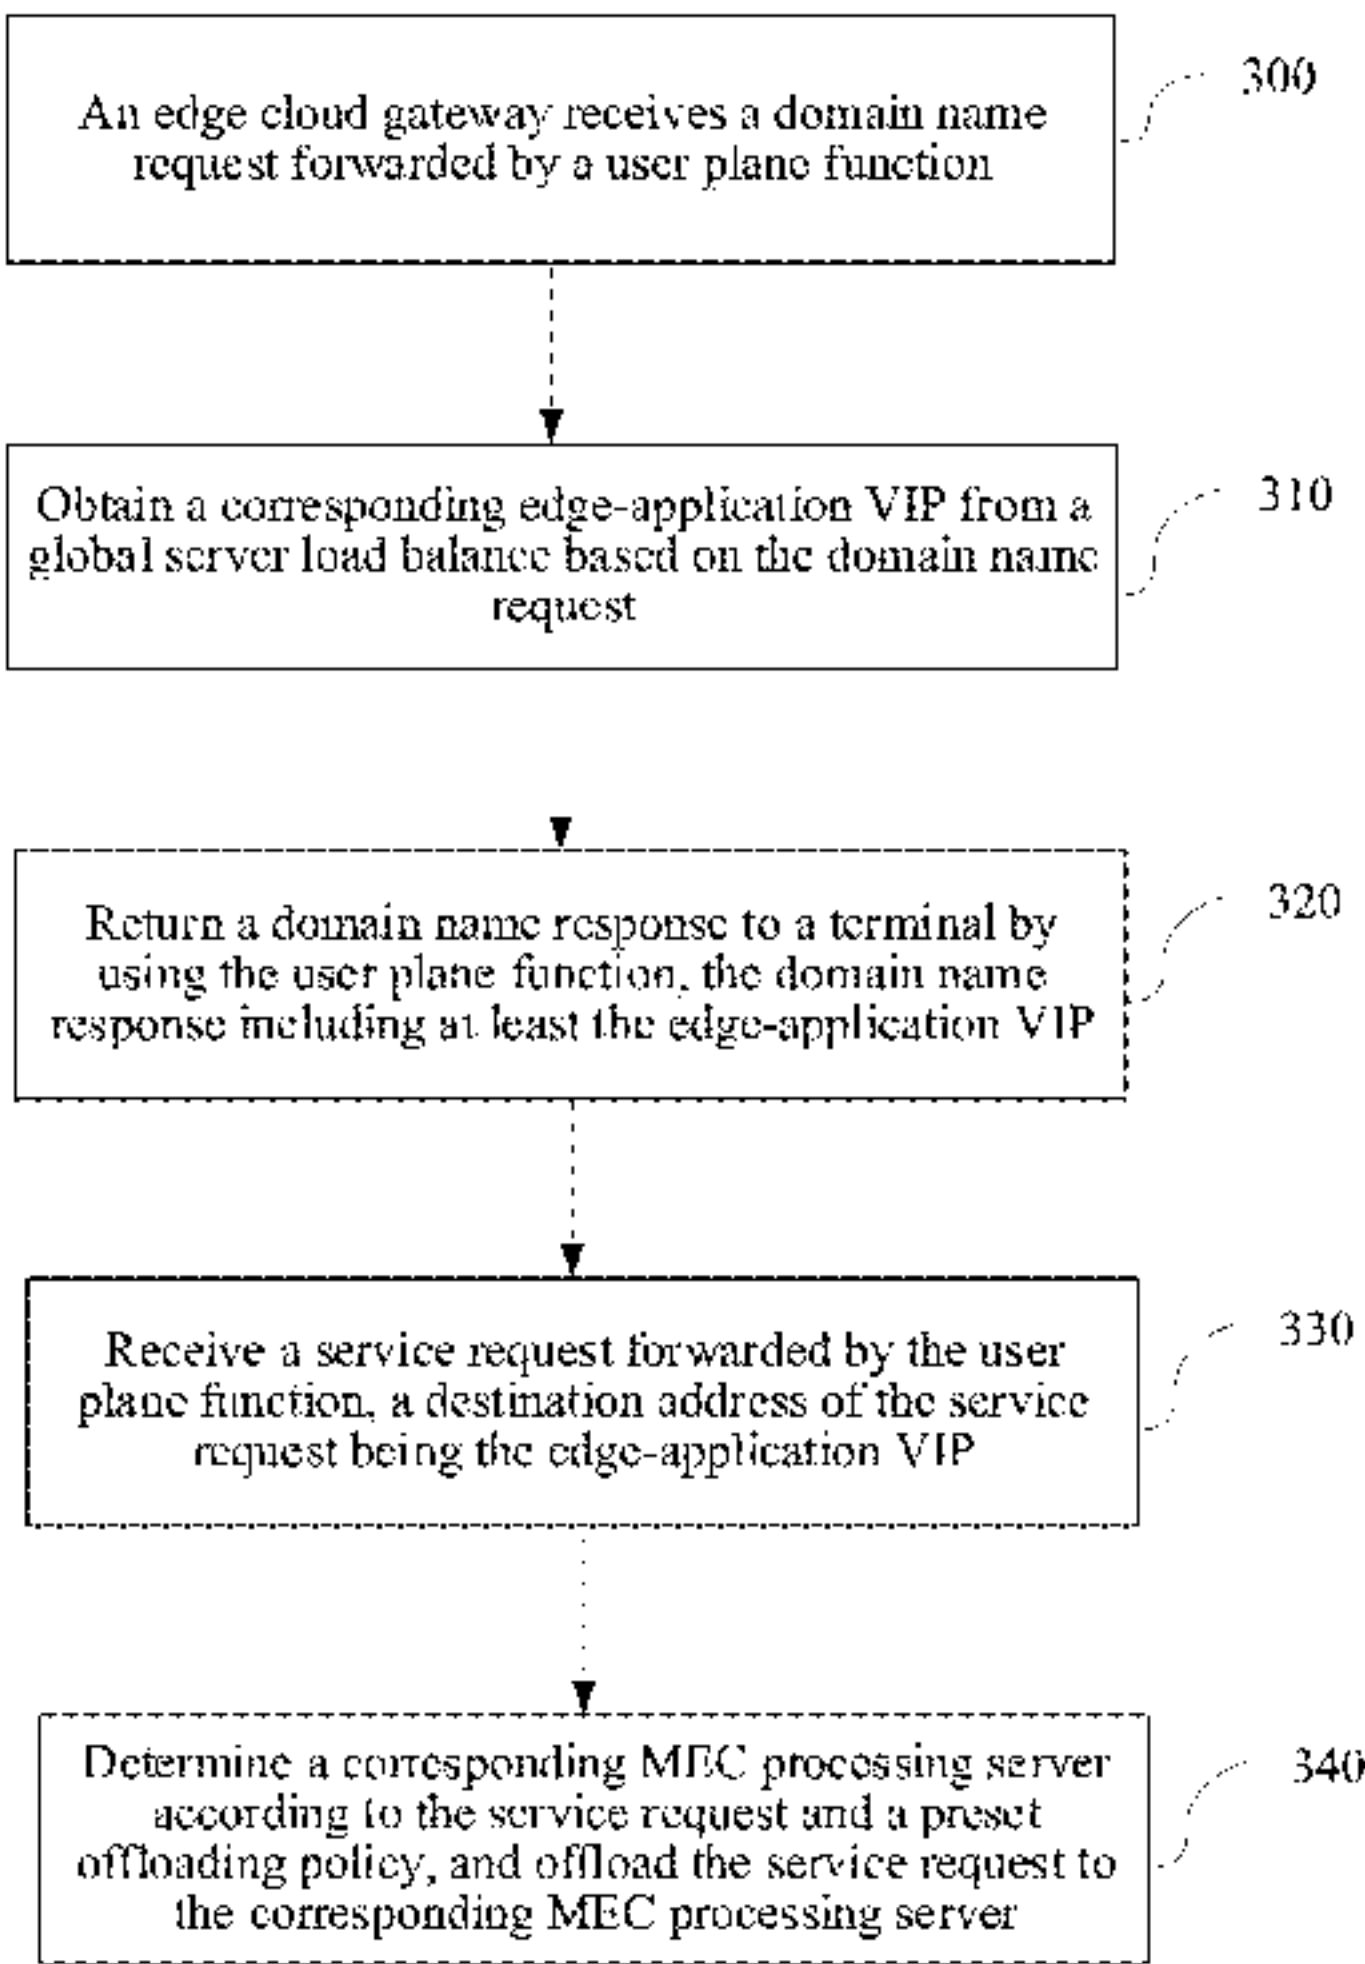 An edge cloud gateway receives a domain name
request forwarded by a user plane function
300
Obtain a corresponding edge-application VIP from a
global server load balance based on the domain name
request
310
Return a domain name response to a terminal by
using the user plane function, the domain name
response including at least the edge-application VIP
320
Receive a service request forwarded by the user
plane function, a destination address of the service
request being the edge-application VIP
330
Determine a corresponding MEC processing server
according to the service request and a preset
offloading policy, and offload the service request to
the corresponding MEC processing server
340